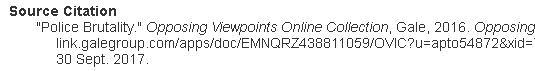 Source Citation
"Police Brutality." Opposing Viewpoints Online Collection, Gale, 2016. Opposing
link.galegroup.com/apps/doc/EMNQRZ438811059/OVIC?u=apto54872&xid=
30 Sept. 2017.